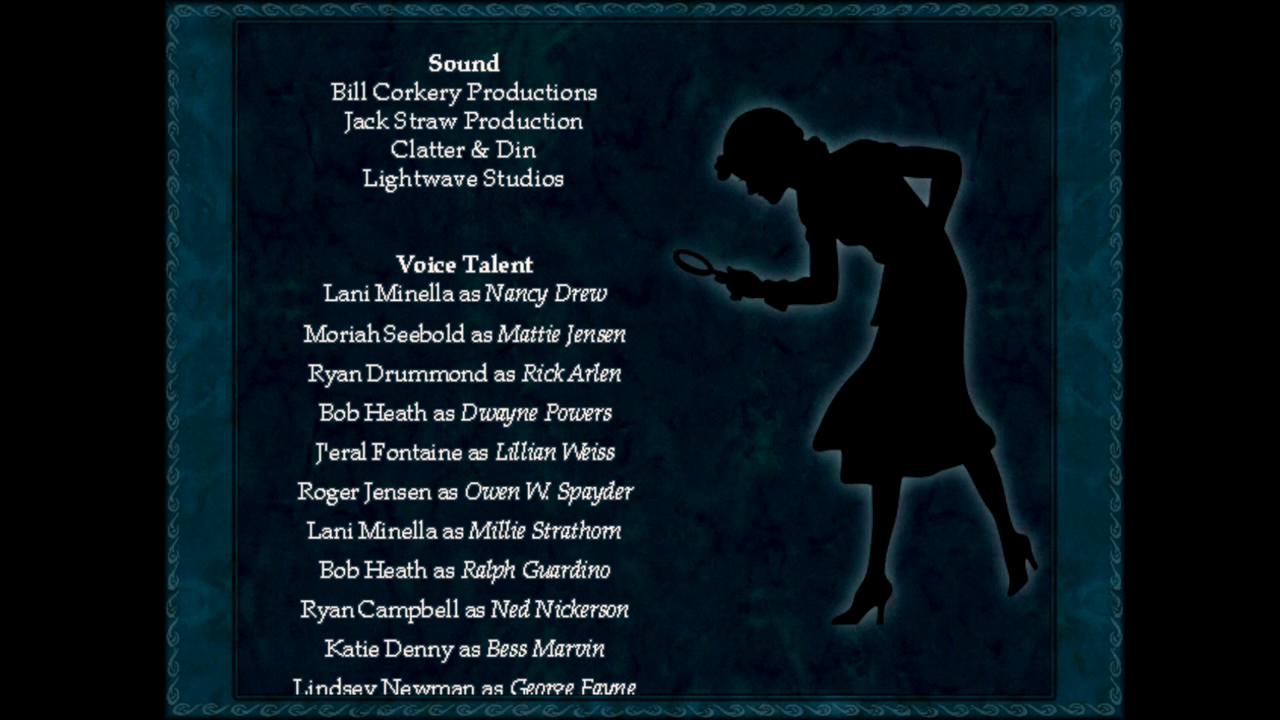 Sound
Bill Corkery Productions
Jack Straw Production
Clatter & Din
Lightwave Studios
Voice Talent
Lani Minella as Nancy Drew
Moriah Seebold as Mattie Jensen
Ryan Drummond as Rick Arlen
Bob Heath as Dwayne Powers
J'eral Fontaine as Lillian Weiss
Roger Jensen as Owen W. Spayder
Lani Minella as Millie Strathorn
Bob Heath as Ralph Guardino
Ryan Campbell as Ned Nickerson
Katie Denny as Bess Marvin
Lindsey Newman as George Fayne